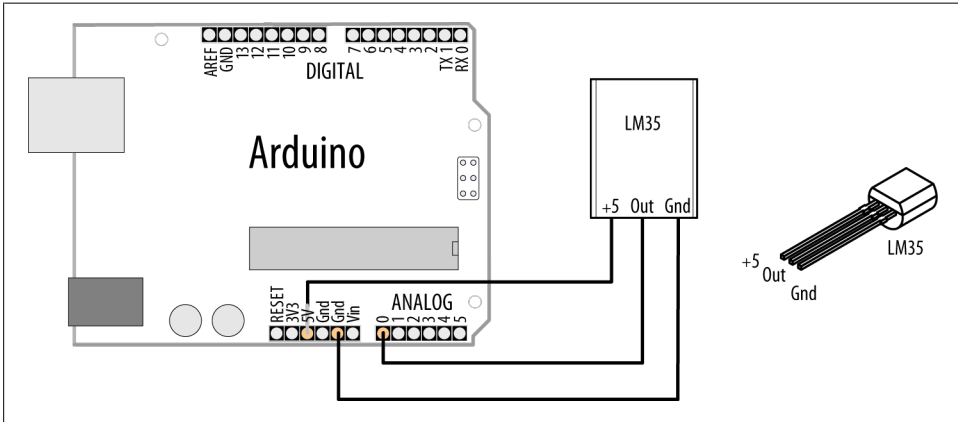 AREF
GND
13
12
11
10
9
8
7
6
5
4
3
2
TX 1
RX 0
DIGITAL
Arduino
LM35
+5 Out Gnd
LM35
+5
Out
Gnd
RESET
3V3
5V
Gnd
Gnd
Vin
ANALOG
0
1
2
3
4
5